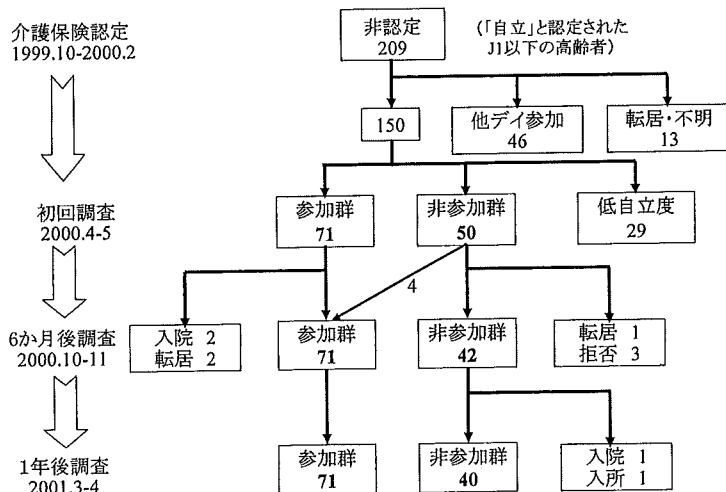 介護保険認定
1999.10-2000.2
非認定
209
(「自立」と認定された
J1以下の高齢者)
150
他デイ参加
46
転居・不明
13
初回調査
2000.4-5
参加群
71
非参加群
50
低自立度
29
4
6か月後調査
2000.10-11
入院 2
転居 2
参加群
71
非参加群
42
転居 1
拒否 3
1年後調査
2001.3-4
参加群
71
非参加群
40
入院 1
入所 1